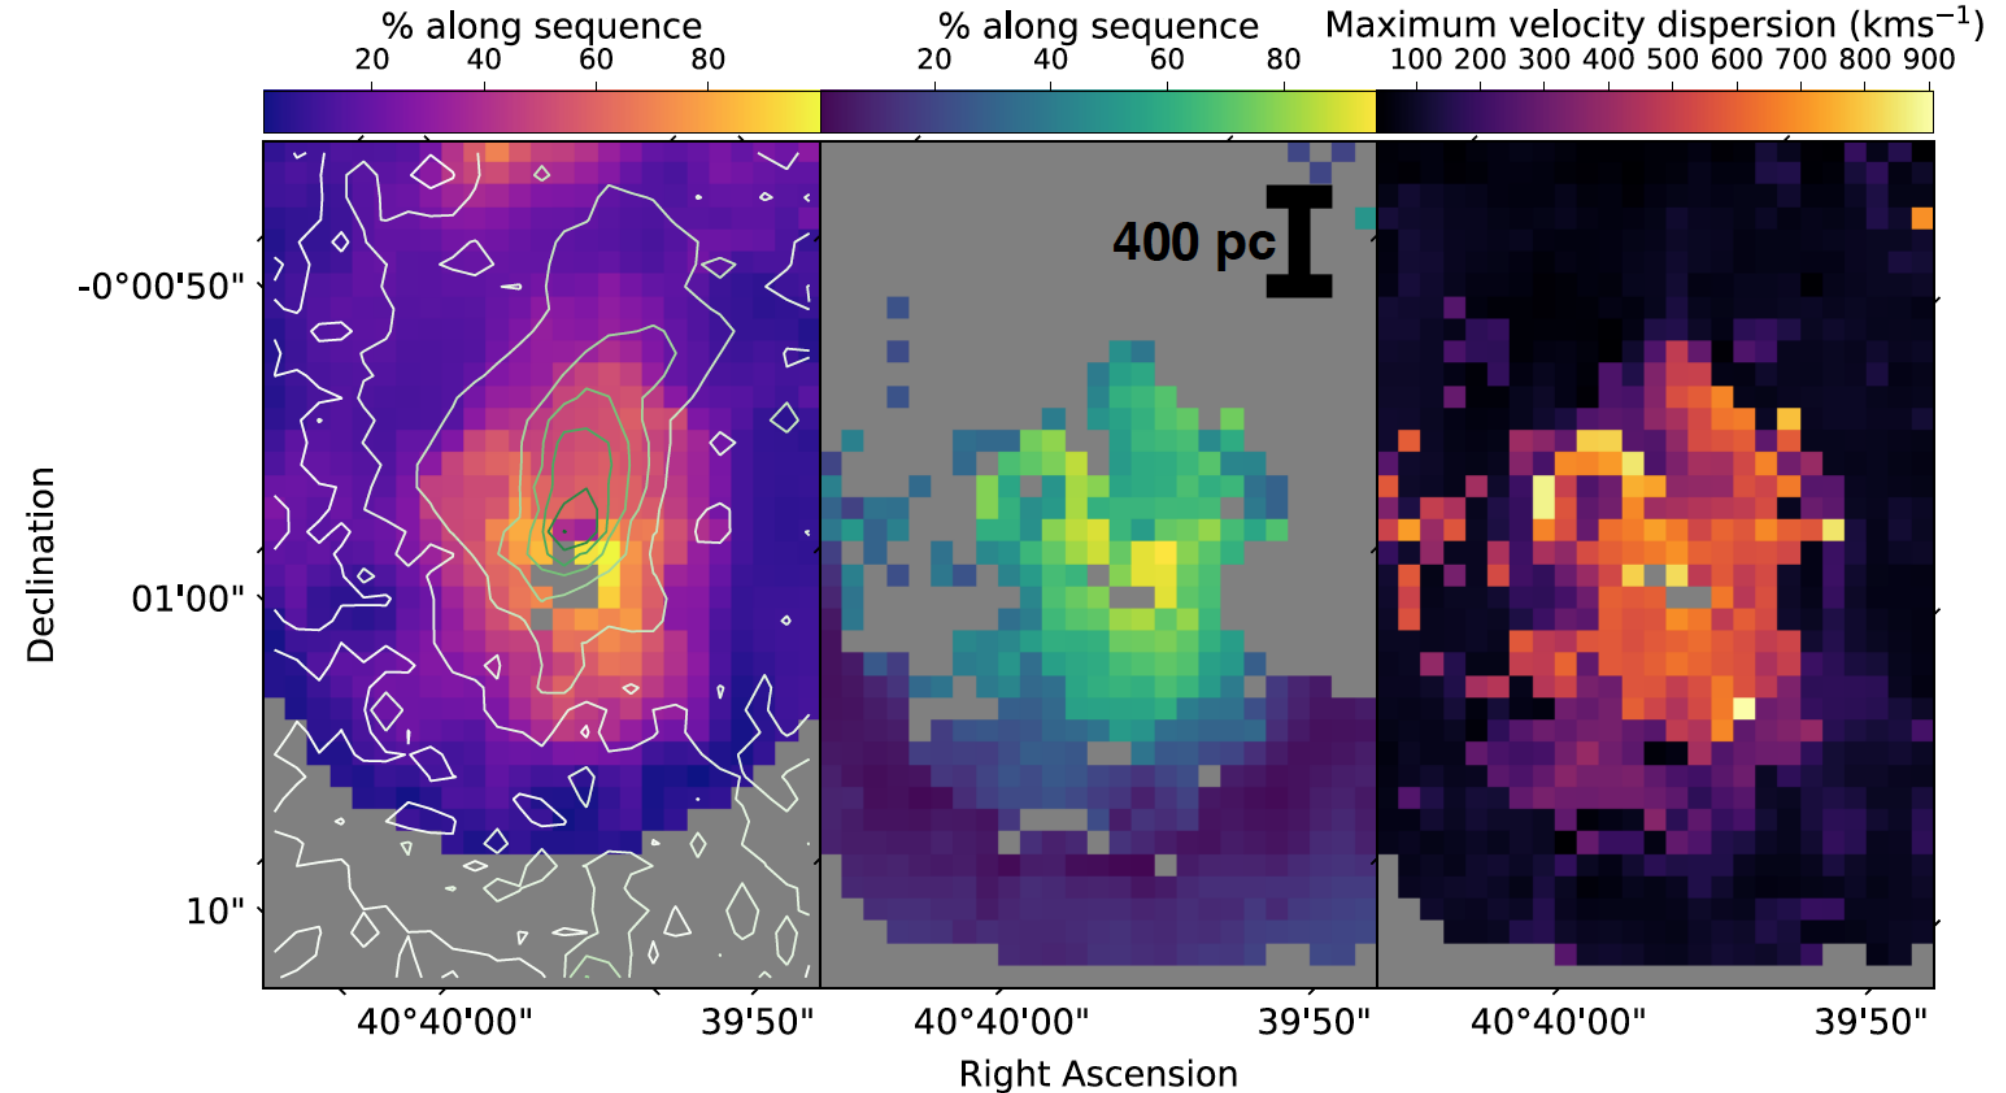 % along sequence
% along sequence
Maximum velocity dispersion (kms⁻¹)
20 40 60 80
20 40 60 80
100 200 300 400 500 600 700 800 900
400 pc
Declination
-0°00'50"
01'00"
10"
40°40'00" 39'50"
40°40'00" 39'50"
40°40'00" 39'50"
Right Ascension